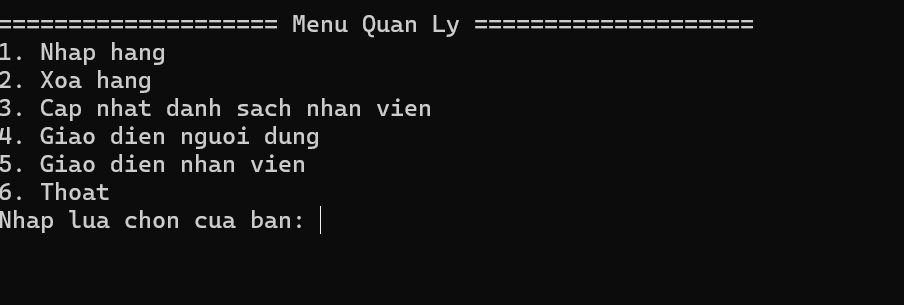 ==================== Menu Quan Ly ====================
1. Nhap hang
2. Xoa hang
3. Cap nhat danh sach nhan vien
4. Giao dien nguoi dung
5. Giao dien nhan vien
6. Thoat
Nhap lua chon cua ban: